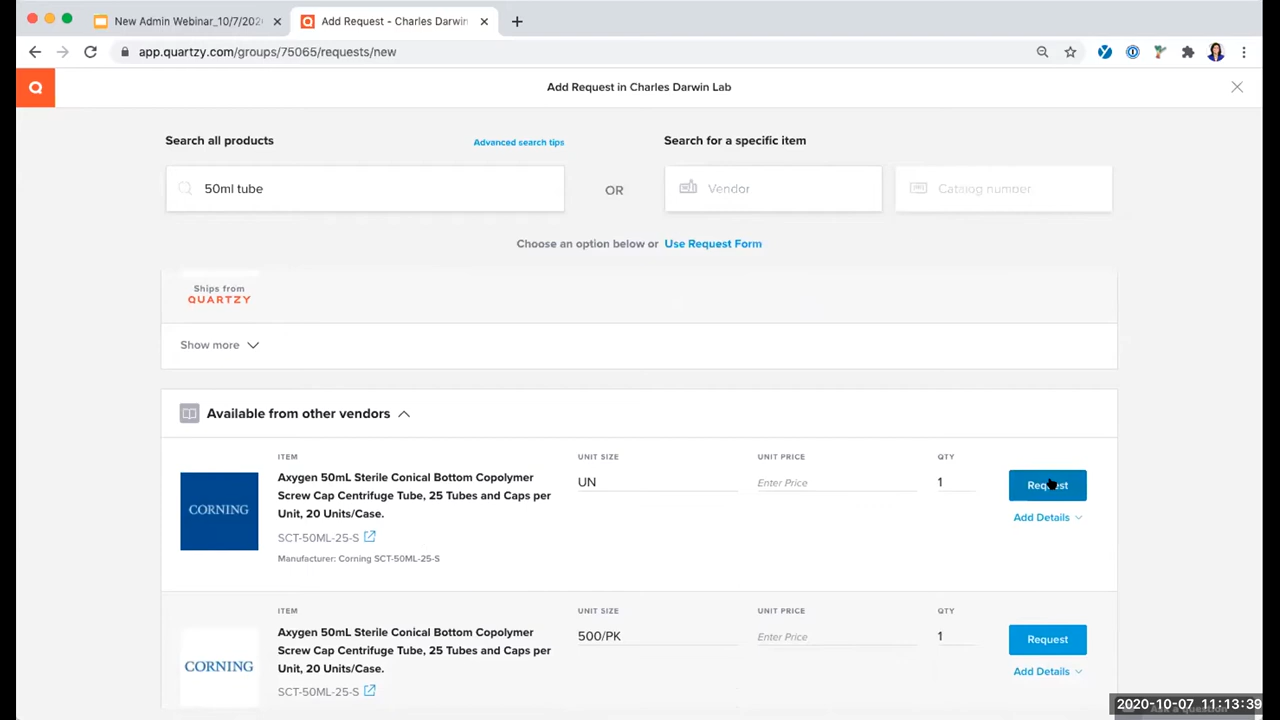 New Admin Webinar_10/7/202
Add Request - Charles Darwin
app.quartzy.com/groups/75065/requests/new
Q
Add Request in Charles Darwin Lab
Search all products
Advanced search tips
Search for a specific item
50ml tube
OR
Vendor
Catalog number
Choose an option below or Use Request Form
Ships from
QUARTZY
Show more
Available from other vendors
ITEM
UNIT SIZE
UNIT PRICE
QTY
CORNING
Axygen 50mL Sterile Conical Bottom Copolymer
Screw Cap Centrifuge Tube, 25 Tubes and Caps per
Unit, 20 Units/Case.
UN
Enter Price
1
Request
Add Details
SCT-50ML-25-S
Manufacturer: Corning SCT-50ML-25-S
ITEM
UNIT SIZE
UNIT PRICE
QTY
CORNING
Axygen 50mL Sterile Conical Bottom Copolymer
Screw Cap Centrifuge Tube, 25 Tubes and Caps per
Unit, 20 Units/Case.
500/PK
Enter Price
1
Request
Add Details
SCT-50ML-25-S
2020-10-07 11:13:39